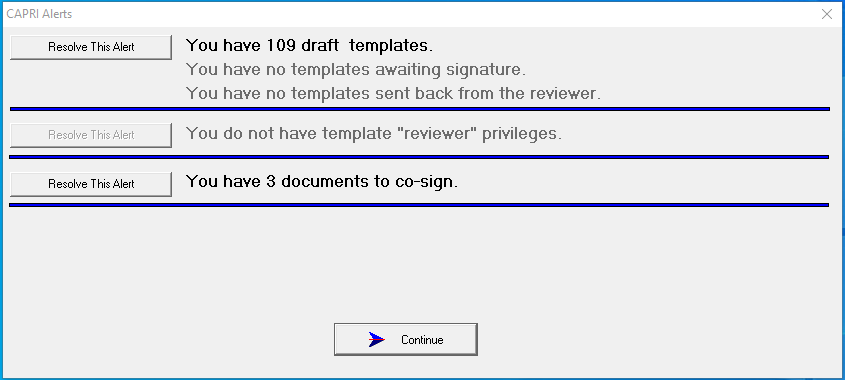 CAPRI Alerts
Resolve This Alert
You have 109 draft  templates.
You have no templates awaiting signature.
You have no templates sent back from the reviewer.
Resolve This Alert
You do not have template "reviewer" privileges.
Resolve This Alert
You have 3 documents to co-sign.
Continue